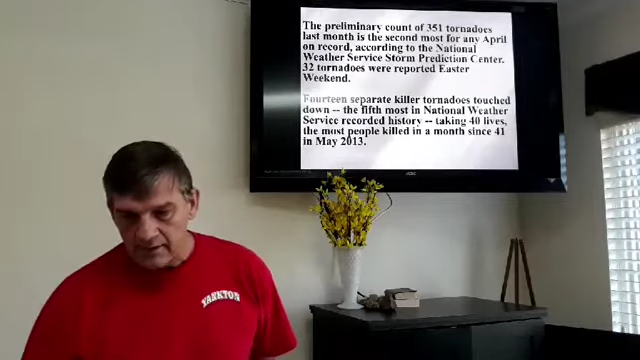 The preliminary count of 351 tornadoes
last month is the second most for any April
on record, according to the National
Weather Service Storm Prediction Center.
32 tornadoes were reported Easter
Weekend.
Fourteen separate killer tornadoes touched
down -- the fifth most in National Weather
Service recorded history -- taking 40 lives,
the most people killed in a month since 41
in May 2013.
YANKTON